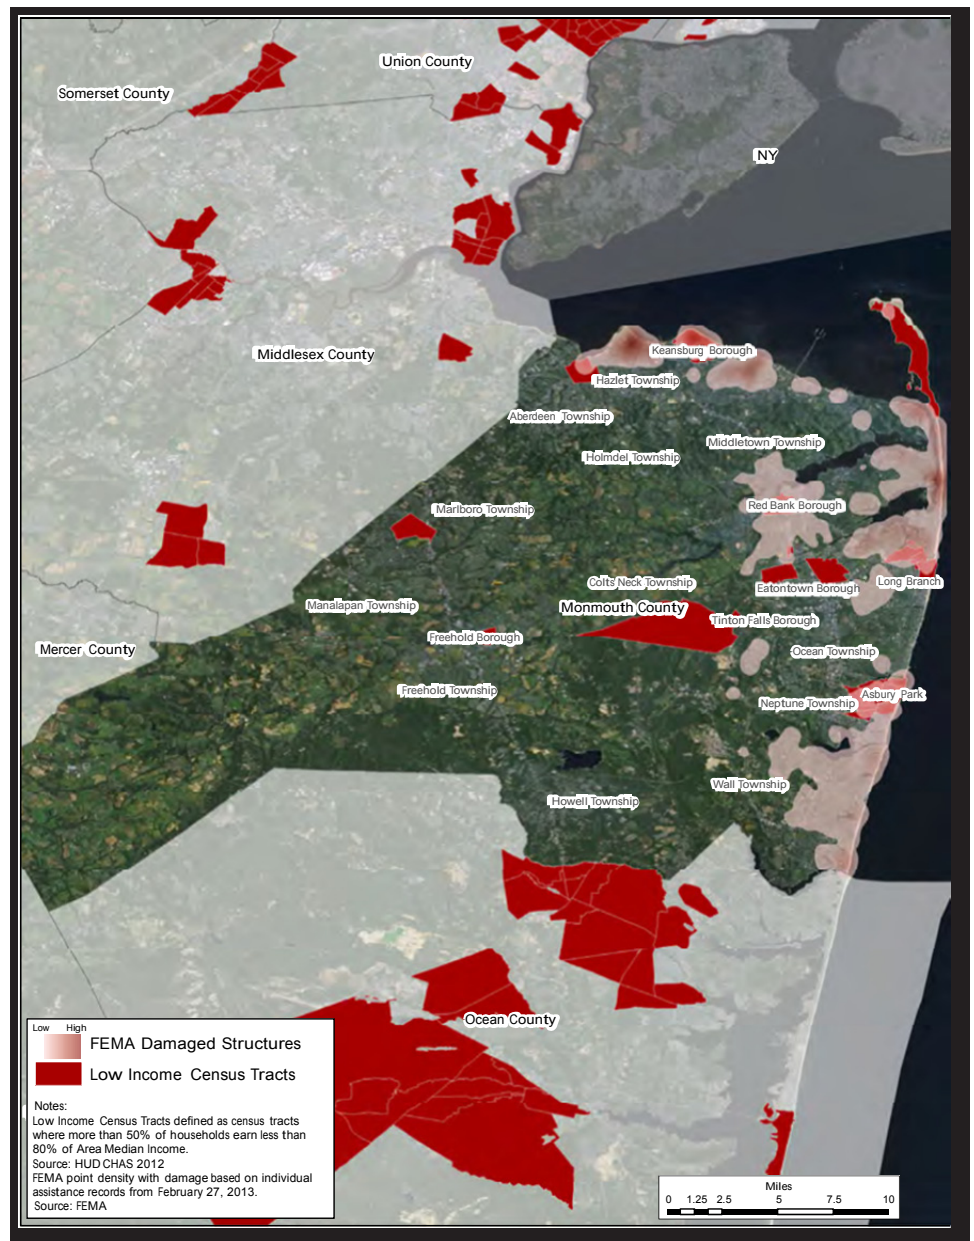 Union County
Somerset County
NY
Middlesex County
Keansburg Borough
Hazlet Township
Aberdeen Township
Middletown Township
Holmdel Township
Red Bank Borough
Marlboro Township
Colts Neck Township
Long Branch
Eatontown Borough
Manalapan Township
Monmouth County
Tinton Falls Borough
Freehold Borough
Mercer County
Ocean Township
Freehold Township
Asbury Park
Neptune Township
Wall Township
Howell Township
Ocean County
Low High
FEMA Damaged Structures
Low Income Census Tracts
Notes:
Low Income Census Tracts defined as census tracts
where more than 50% of households earn less than
80% of Area Median Income.
Source: HUD CHAS 2012
FEMA point density with damage based on individual
assistance records from February 27, 2013.
Source: FEMA
Miles
0 1.25 2.5 5 7.5 10